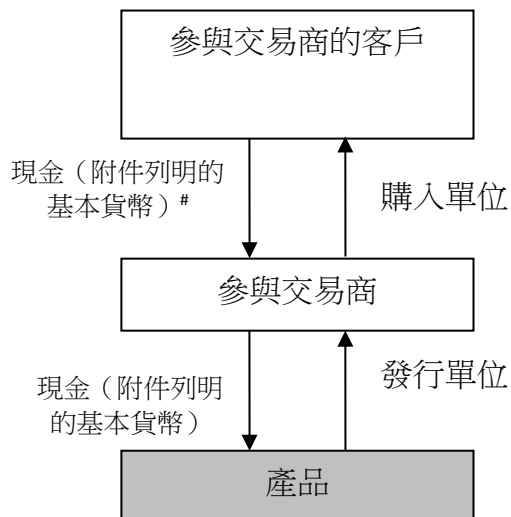 參與交易商的客戶
現金（附件列明的
基本貨幣）#
購入單位
參與交易商
現金（附件列明
的基本貨幣）
發行單位
產品